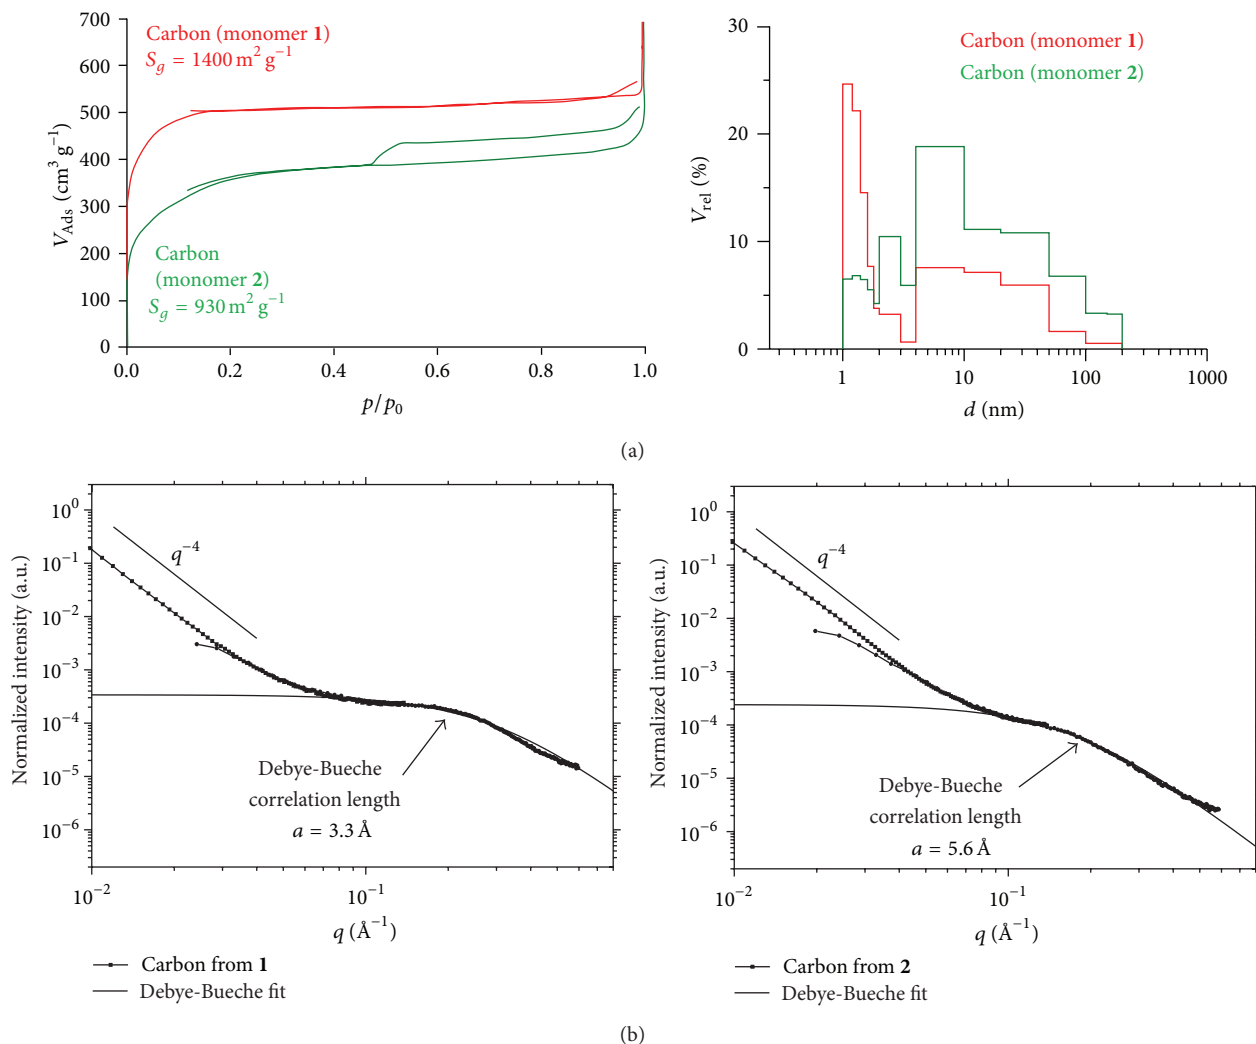 700
600
500
400
300
200
100
0
V_Ads (cm³ g⁻¹)
Carbon (monomer 1)
S_g = 1400 m² g⁻¹
Carbon
(monomer 2)
S_g = 930 m² g⁻¹
0.0 0.2 0.4 0.6 0.8 1.0
p/p₀
30
20
10
0
V_rel (%)
Carbon (monomer 1)
Carbon (monomer 2)
1 10 100 1000
d (nm)
(a)
10⁰
10⁻¹
10⁻²
10⁻³
10⁻⁴
10⁻⁵
10⁻⁶
Normalized intensity (a.u.)
q⁻⁴
Debye-Bueche
correlation length
a = 3.3 Å
10⁻² 10⁻¹
q (Å⁻¹)
Carbon from 1
Debye-Bueche fit
10⁰
10⁻¹
10⁻²
10⁻³
10⁻⁴
10⁻⁵
10⁻⁶
Normalized intensity (a.u.)
q⁻⁴
Debye-Bueche
correlation length
a = 5.6 Å
10⁻² 10⁻¹
q (Å⁻¹)
Carbon from 2
Debye-Bueche fit
(b)